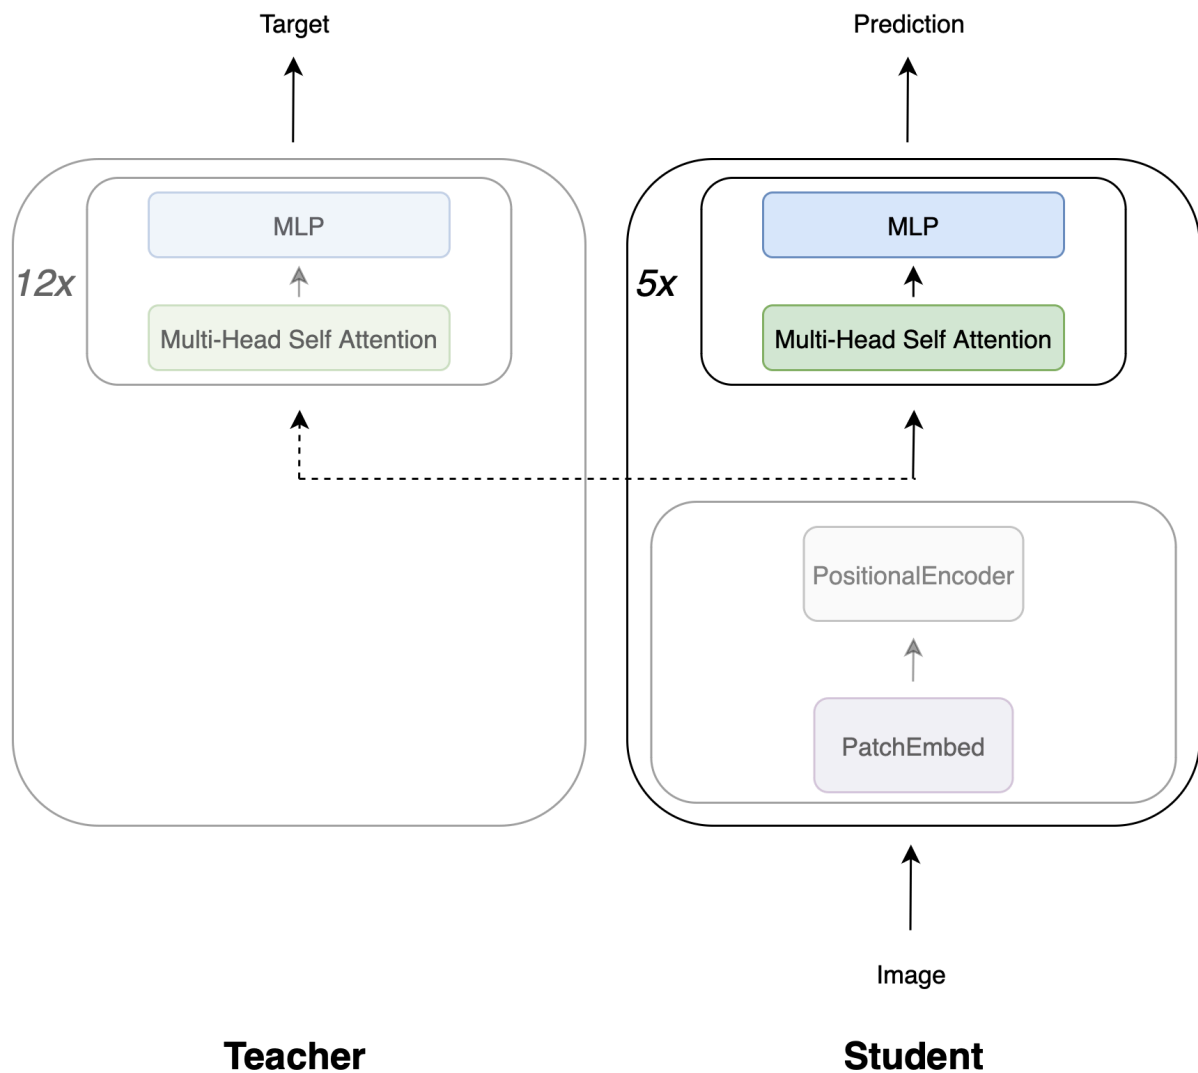 Target
Prediction
MLP
MLP
12x
5x
Multi-Head Self Attention
Multi-Head Self Attention
PositionalEncoder
PatchEmbed
Image
Teacher
Student